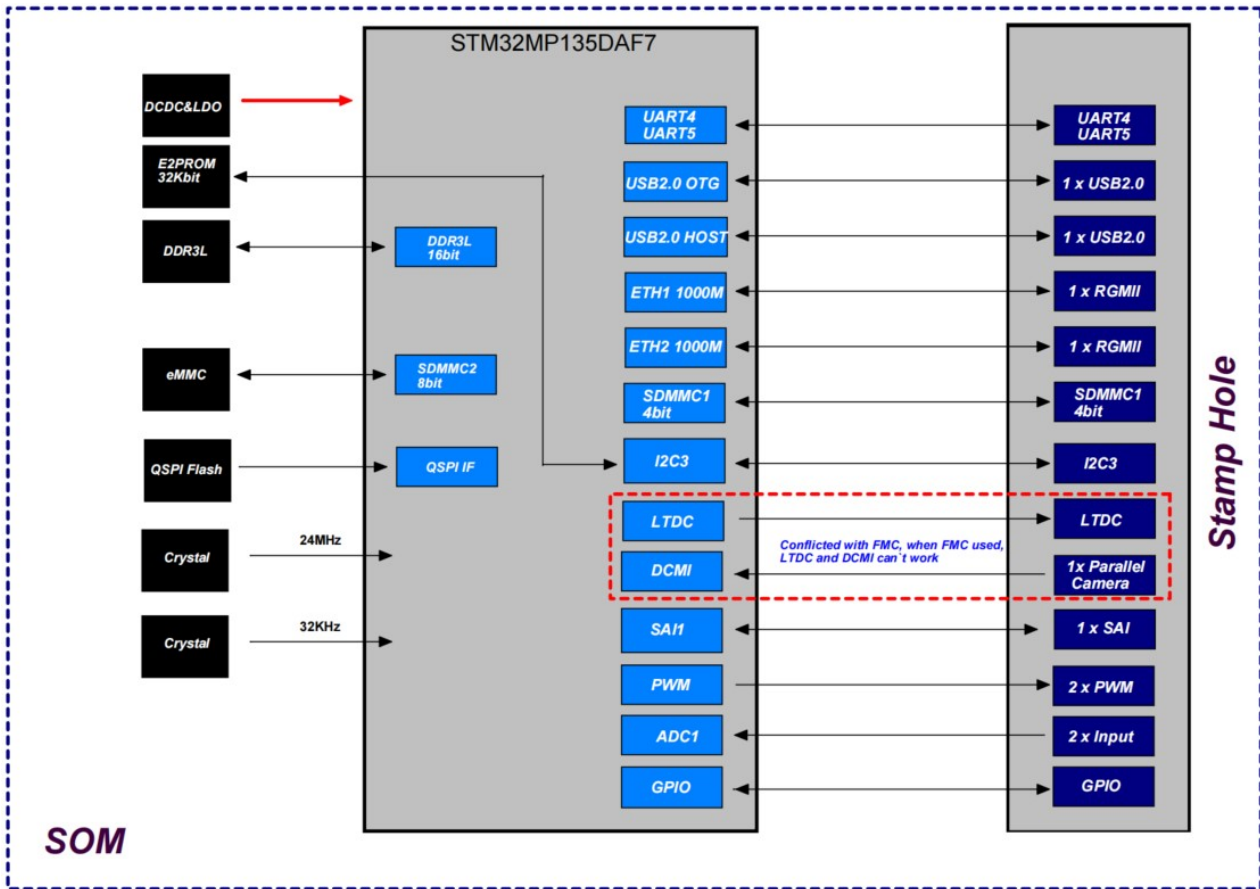 STM32MP135DAF7
DCDC&LDO
E2PROM
32Kbit
DDR3L
eMMC
QSPI Flash
Crystal
24MHz
Crystal
32KHz
DDR3L
16bit
SDMMC2
8bit
QSPI IF
UART4
UART5
USB2.0 OTG
USB2.0 HOST
ETH1 1000M
ETH2 1000M
SDMMC1
4bit
I2C3
LTDC
DCMI
SAI1
PWM
ADC1
GPIO
Conflicted with FMC, when FMC used,
LTDC and DCMI can`t work
UART4
UART5
1 x USB2.0
1 x USB2.0
1 x RGMII
1 x RGMII
SDMMC1
4bit
I2C3
LTDC
1x Parallel
Camera
1 x SAI
2 x PWM
2 x Input
GPIO
Stamp Hole
SOM